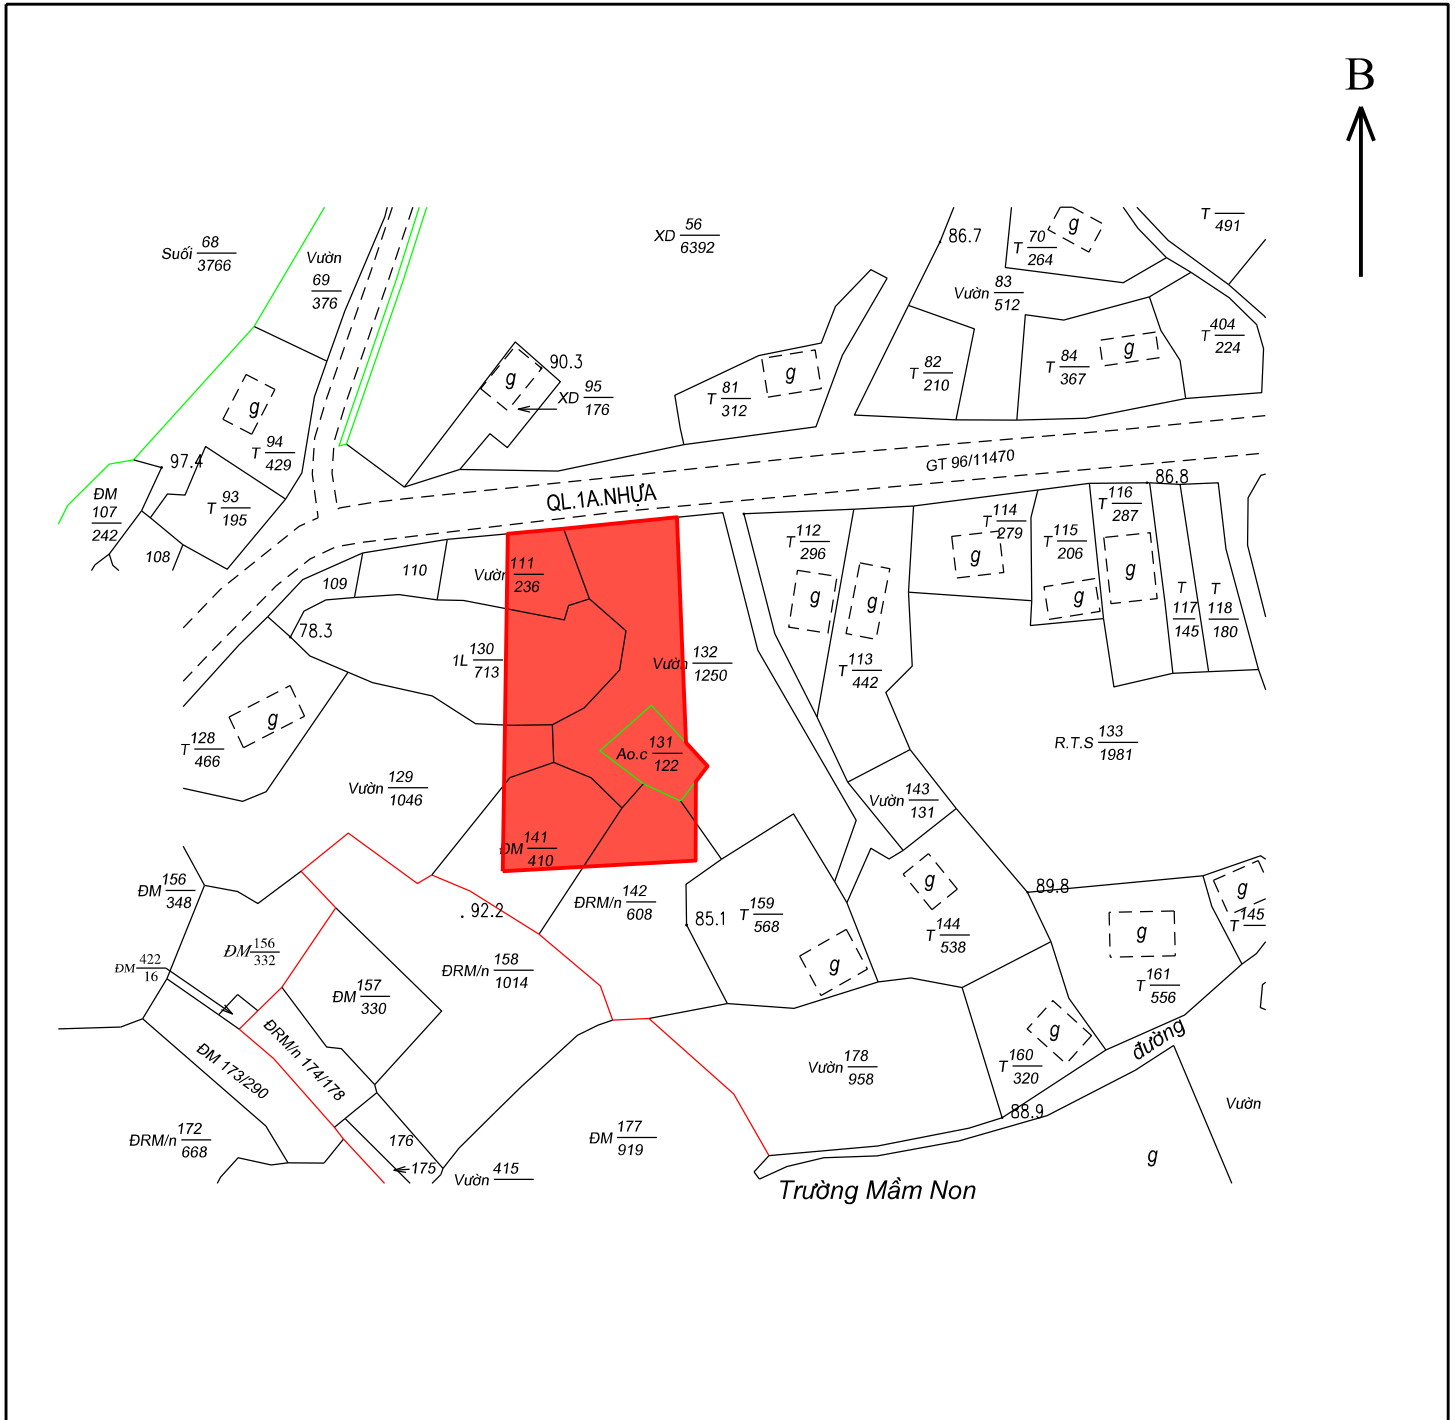 B
T
491
Suối 68
3766
Vườn
69
376
XD 56
6392
86.7
T 70
264
g
Vườn 83
512
T 404
224
90.3
g
XD 95
176
T 81
312
g
T 82
210
T 84
367
g
g
T 94
429
97.4
T 93
195
ĐM
107
242
108
QL.1A.NHỰA
GT 96/11470
86.8
109
110
Vườn 111
236
T 112
296
g
T 114
279
g
T 115
206
g
T 116
287
g
T
117
145
T
118
180
78.3
1L 130
713
Vườn 132
1250
T 113
442
g
T 128
466
g
Ao.c 131
122
R.T.S 133
1981
Vườn 129
1046
Vườn 143
131
ĐM 141
410
ĐM 156
348
. 92.2
ĐRM/n 142
608
85.1
T 159
568
g
g
T 144
538
89.8
g
T 145
g
ĐM 156
332
ĐM 422
16
ĐM 157
330
ĐRM/n 158
1014
T 161
556
ĐRM/n 174/178
ĐM 173/290
Vườn 178
958
T 160
320
g
đường
88.9
Vườn
ĐRM/n 172
668
176
175
Vườn 415
ĐM 177
919
g
Trường Mầm Non